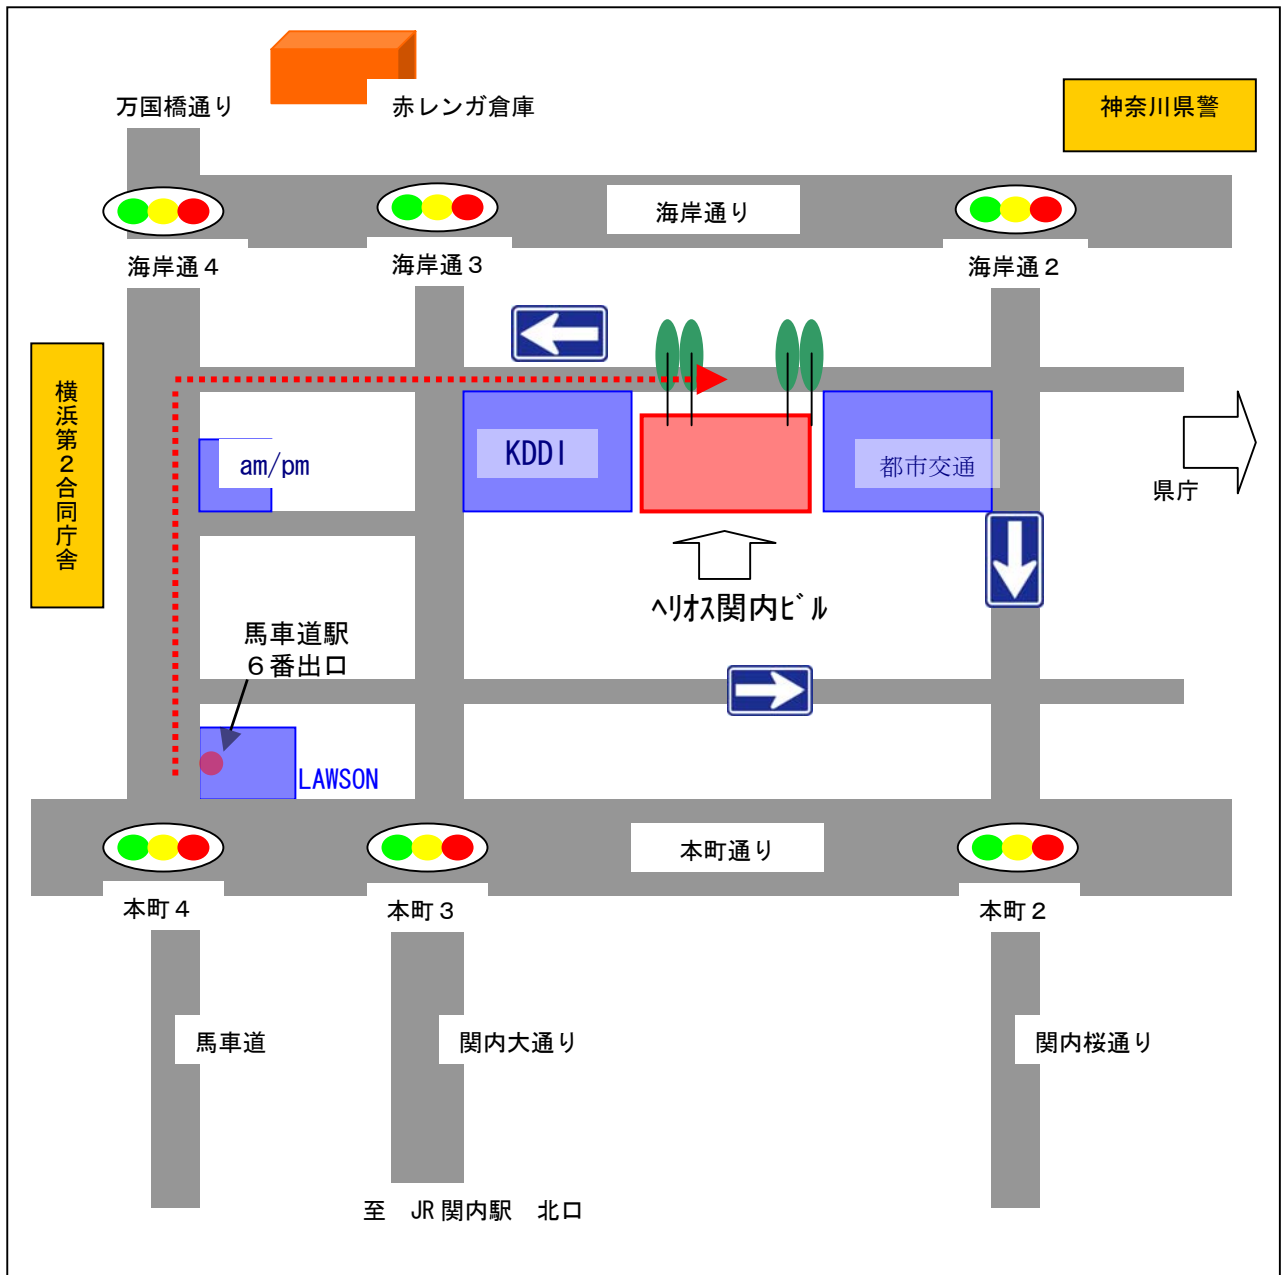 万国橋通り
赤レンガ倉庫
神奈川県警
海岸通り
海岸通4
海岸通3
海岸通2
横浜第2合同庁舎
am/pm
KDDI
都市交通
県庁
ﾍﾘｵｽ関内ﾋﾞﾙ
馬車道駅
6番出口
LAWSON
本町通り
本町4
本町3
本町2
馬車道
関内大通り
関内桜通り
至　JR関内駅　北口